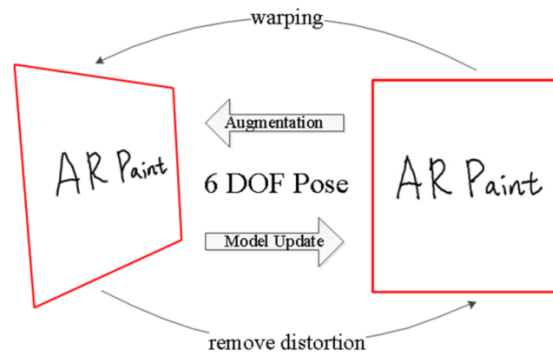 warping
Augmentation
AR Paint
6 DOF Pose
AR Paint
Model Update
remove distortion